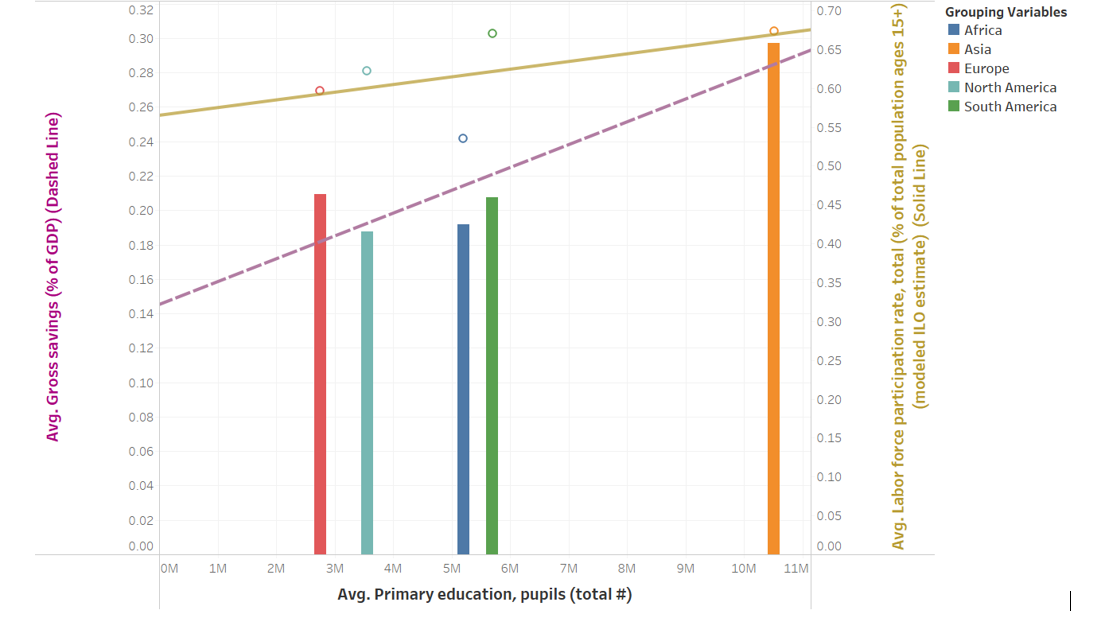 Avg. Gross savings (% of GDP) (Dashed Line)
0.32
0.30
0.28
0.26
0.24
0.22
0.20
0.18
0.16
0.14
0.12
0.10
0.08
0.06
0.04
0.02
0.00
0M 1M 2M 3M 4M 5M 6M 7M 8M 9M 10M 11M
Avg. Primary education, pupils (total #)
0.70
0.65
0.60
0.55
0.50
0.45
0.40
0.35
0.30
0.25
0.20
0.15
0.10
0.05
0.00
Avg. Labor force participation rate, total (% of total population ages 15+)
(modeled ILO estimate) (Solid Line)
Grouping Variables
Africa
Asia
Europe
North America
South America